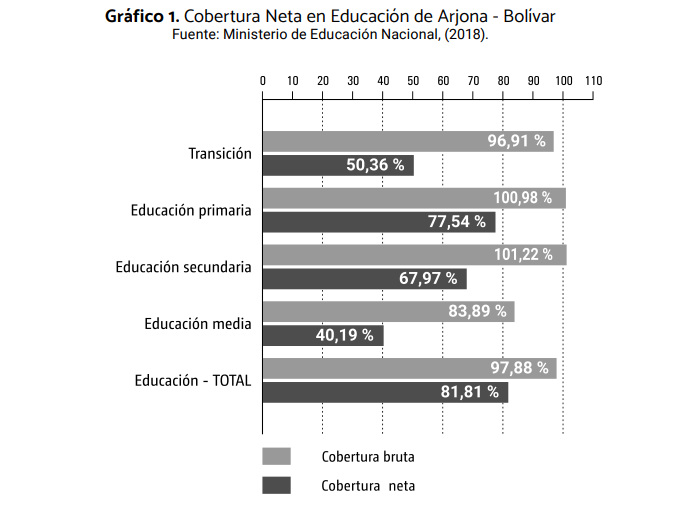 Gráfico 1. Cobertura Neta en Educación de Arjona - Bolívar
Fuente: Ministerio de Educación Nacional, (2018).
0 10 20 30 40 50 60 70 80 90 100 110
Transición
96,91 %
50,36 %
Educación primaria
100,98 %
77,54 %
Educación secundaria
101,22 %
67,97 %
Educación media
83,89 %
40,19 %
Educación - TOTAL
97,88 %
81,81 %
Cobertura bruta
Cobertura neta